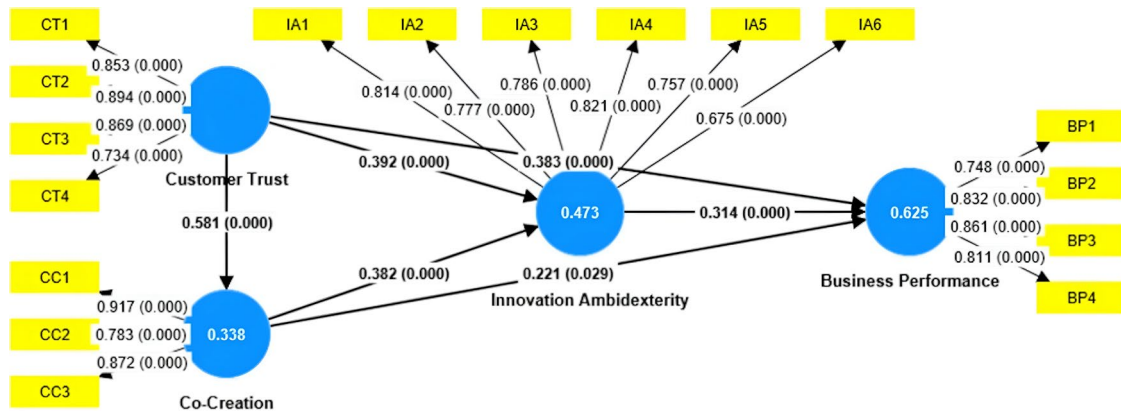 CT1
CT2
CT3
CT4
0.853 (0.000)
0.894 (0.000)
0.869 (0.000)
0.734 (0.000)
Customer Trust
IA1
IA2
IA3
IA4
IA5
IA6
0.814 (0.000)
0.777 (0.000)
0.786 (0.000)
0.821 (0.000)
0.757 (0.000)
0.675 (0.000)
0.392 (0.000)
0.383 (0.000)
0.581 (0.000)
0.473
Innovation Ambidexterity
0.314 (0.000)
0.382 (0.000)
0.221 (0.029)
0.625
Business Performance
0.748 (0.000)
0.832 (0.000)
0.861 (0.000)
0.811 (0.000)
BP1
BP2
BP3
BP4
CC1
CC2
CC3
0.917 (0.000)
0.783 (0.000)
0.872 (0.000)
0.338
Co-Creation